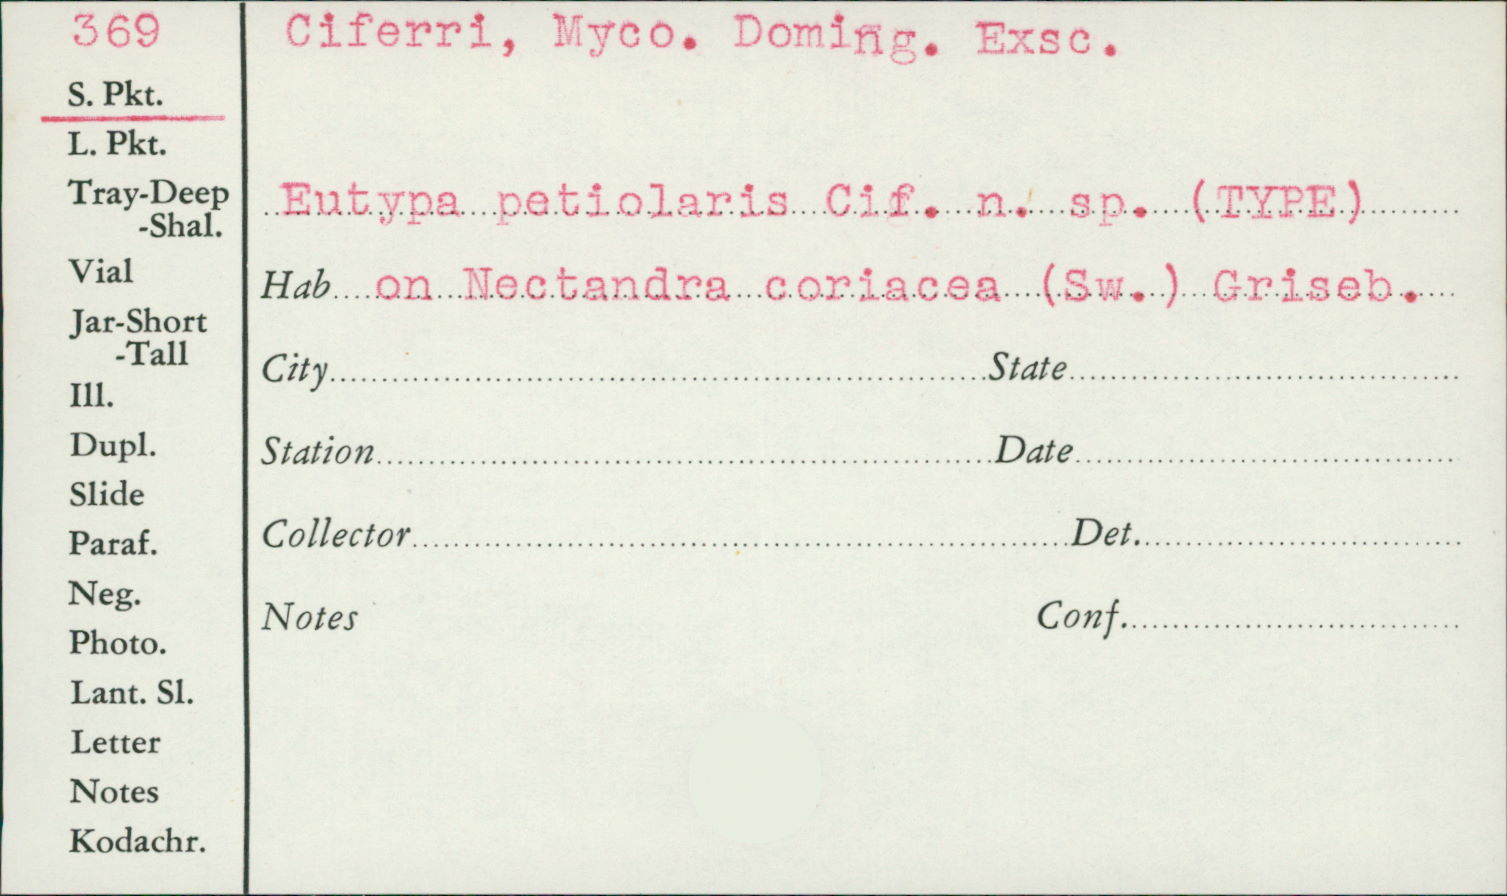 369
Ciferri, Myco. Doming. Exsc.
S. Pkt.
L. Pkt.
Tray-Deep
-Shal.
Vial
Jar-Short
-Tall
Ill.
Dupl.
Slide
Paraf.
Neg.
Photo.
Lant. Sl.
Letter
Notes
Kodachr.
Eutypa petiolaris Cif. n. sp. (TYPE)
Hab on Nectandra coriacea (Sw.) Griseb.
City State
Station Date
Collector Det.
Notes Conf.